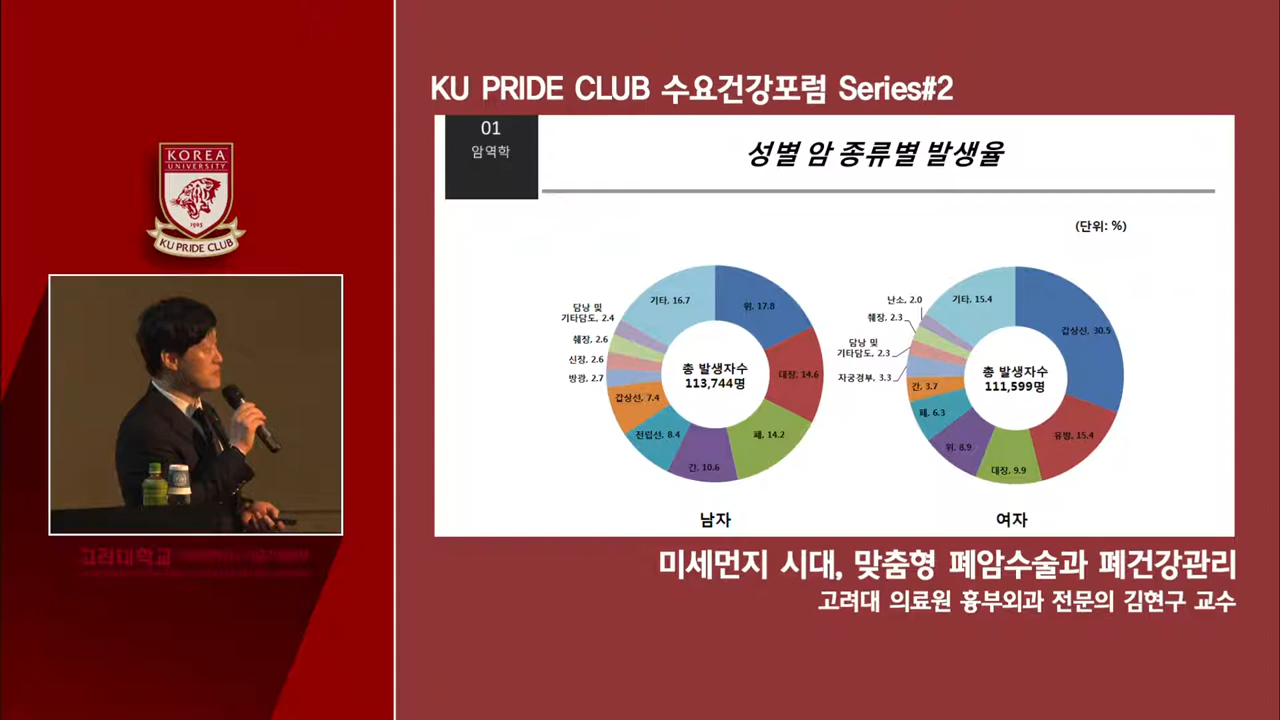 KU PRIDE CLUB 수요건강포럼 Series#2
KOREA
UNIVERSITY
1905
KU PRIDE CLUB
01
암역학
성별 암 종류별 발생율
(단위: %)
기타, 16.7
위, 17.8
대장, 14.6
폐, 14.2
간, 10.6
전립선, 8.4
갑상선, 7.4
방광, 2.7
신장, 2.6
췌장, 2.6
담낭 및
기타담도, 2.4
총 발생자수
113,744명
남자
기타, 15.4
갑상선, 30.5
유방, 15.4
대장, 9.9
위, 8.9
폐, 6.3
간, 3.7
자궁경부, 3.3
담낭 및
기타담도, 2.3
췌장, 2.3
난소, 2.0
총 발생자수
111,599명
여자
고려대학교
미세먼지 시대, 맞춤형 폐암수술과 폐건강관리
고려대 의료원 흉부외과 전문의 김현구 교수